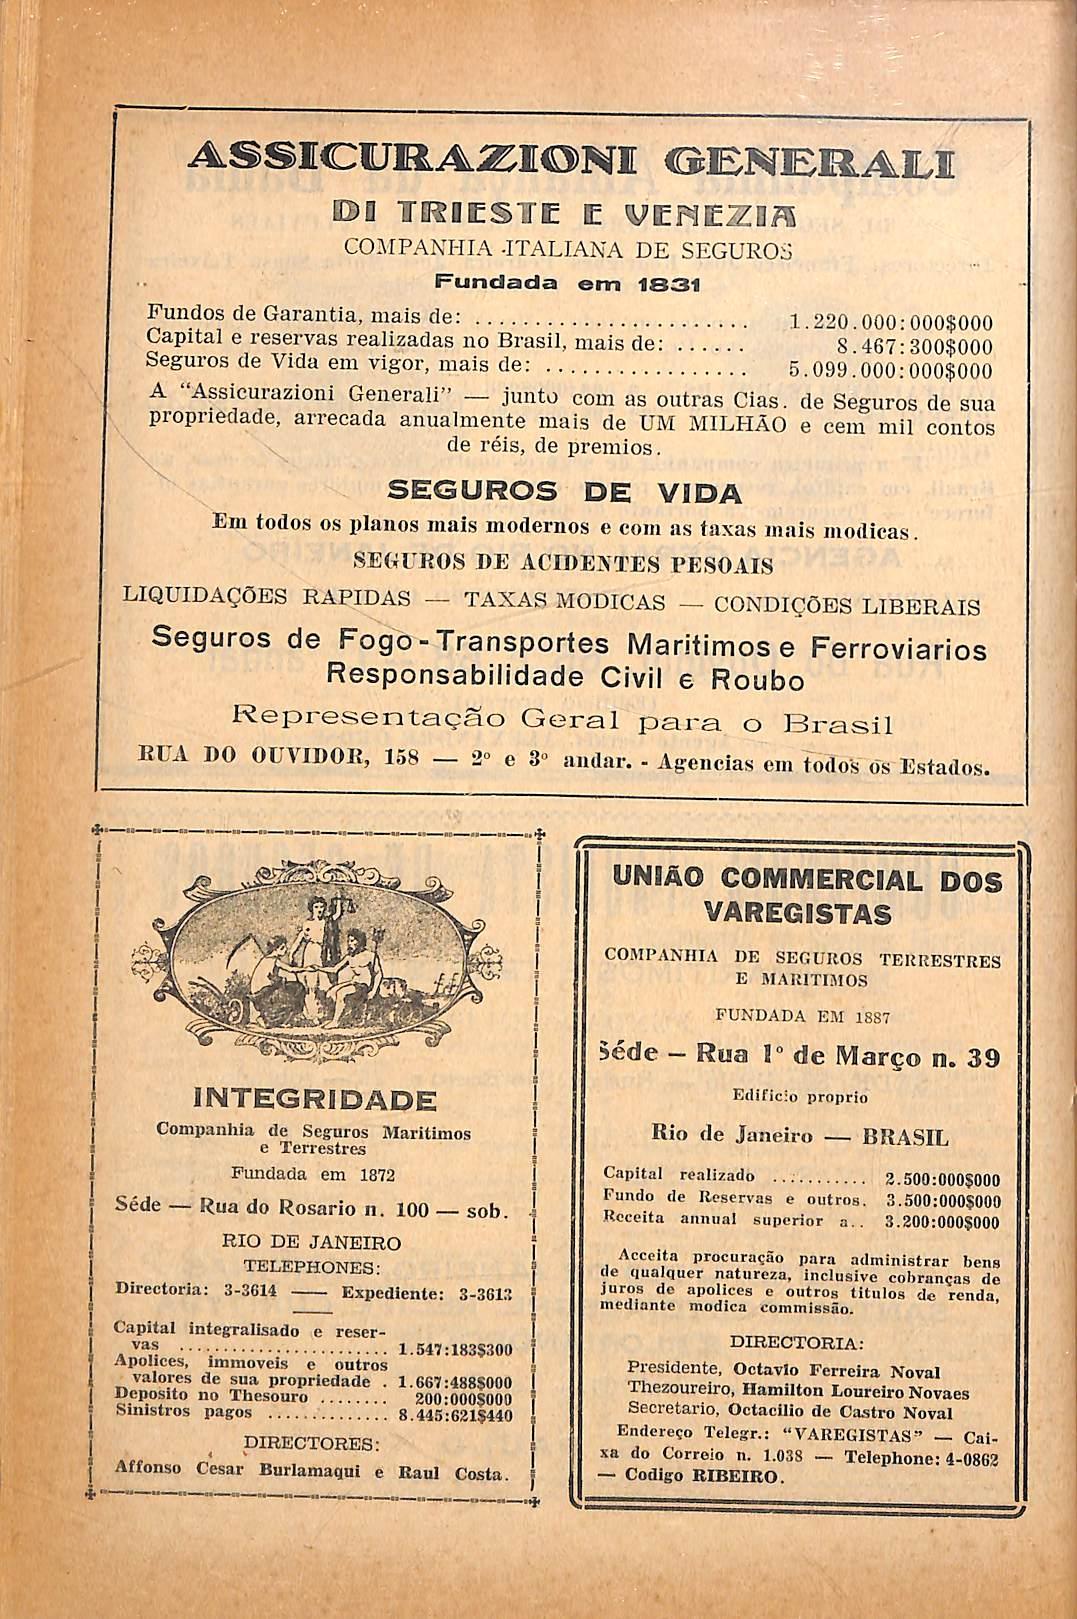 ASSICURAZIONI GENERALI
DI TRIESTE E VENEZIA
COMPANHIA ITALIANA DE SEGUROS
Fundada em 1831
Fundos de Garantia, mais de: ....................... 1.220.000:000$000
Capital e reservas realizadas no Brasil, mais de: ...... 8.467:300$000
Seguros de Vida em vigor, mais de: ................. 5.099.000:000$000
A “Assicurazioni Generali” — junto com as outras Cias. de Seguros de sua
propriedade, arrecada anualmente mais de UM MILHÃO e cem mil contos
de réis, de premios.
SEGUROS DE VIDA
Em todos os planos mais modernos e com as taxas mais modicas.
SEGUROS DE ACIDENTES PESOAIS
LIQUIDAÇÕES RAPIDAS — TAXAS MODICAS — CONDIÇÕES LIBERAIS
Seguros de Fogo - Transportes Maritimos e Ferroviarios
Responsabilidade Civil e Roubo
Representação Geral para o Brasil
RUA DO OUVIDOR, 158 — 2º e 3º andar. - Agencias em todos os Estados.
INTEGRIDADE
Companhia de Seguros Maritimos
e Terrestres
Fundada em 1872
Séde — Rua do Rosario n. 100 — sob.
RIO DE JANEIRO
TELEPHONES:
Directoria: 3-3614 —— Expediente: 3-3613
Capital integralisado e reser-
vas ........................ 1.547:183$300
Apolices, immoveis e outros
valores de sua propriedade . 1.667:488$000
Deposito no Thesouro ........ 200:000$000
Sinistros pagos .............. 8.445:621$440
DIRECTORES:
Affonso Cesar Burlamaqui e Raul Costa.
UNIÃO COMMERCIAL DOS
VAREGISTAS
COMPANHIA DE SEGUROS TERRESTRES
E MARITIMOS
FUNDADA EM 1887
Séde — Rua 1º de Março n. 39
Edificio proprio
Rio de Janeiro — BRASIL
Capital realizado ........... 2.500:000$000
Fundo de Reservas e outros. 3.500:000$000
Receita annual superior a.. 3.200:000$000
Acceita procuração para administrar bens
de qualquer natureza, inclusive cobranças de
juros de apolices e outros titulos de renda,
mediante modica commissão.
DIRECTORIA:
Presidente, Octavio Ferreira Noval
Thezoureiro, Hamilton Loureiro Novaes
Secretario, Octacilio de Castro Noval
Endereço Telegr.: “VAREGISTAS” — Cai-
xa do Correio n. 1.038 — Telephone: 4-0862
— Codigo RIBEIRO.